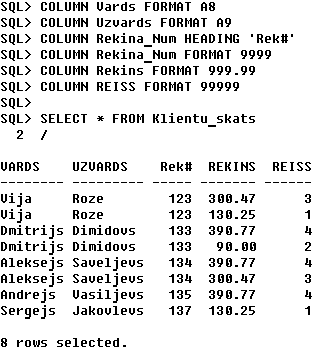 SQL> COLUMN Vards FORMAT A8
SQL> COLUMN Uzvards FORMAT A9
SQL> COLUMN Rekina_Num HEADING 'Rek#'
SQL> COLUMN Rekina_Num FORMAT 9999
SQL> COLUMN Rekins FORMAT 999.99
SQL> COLUMN REISS FORMAT 99999
SQL>
SQL> SELECT * FROM Klientu_skats
  2  /

VARDS    UZVARDS    Rek#  REKINS  REISS
-------- --------- ----- ------- ------
Vija     Roze        123  300.47      3
Vija     Roze        123  130.25      1
Dmitrijs Dimidovs    133  390.77      4
Dmitrijs Dimidovs    133   90.00      2
Aleksejs Saveljevs   134  390.77      4
Aleksejs Saveljevs   134  300.47      3
Andrejs  Vasiljevs   135  390.77      4
Sergejs  Jakovlevs   137  130.25      1

8 rows selected.